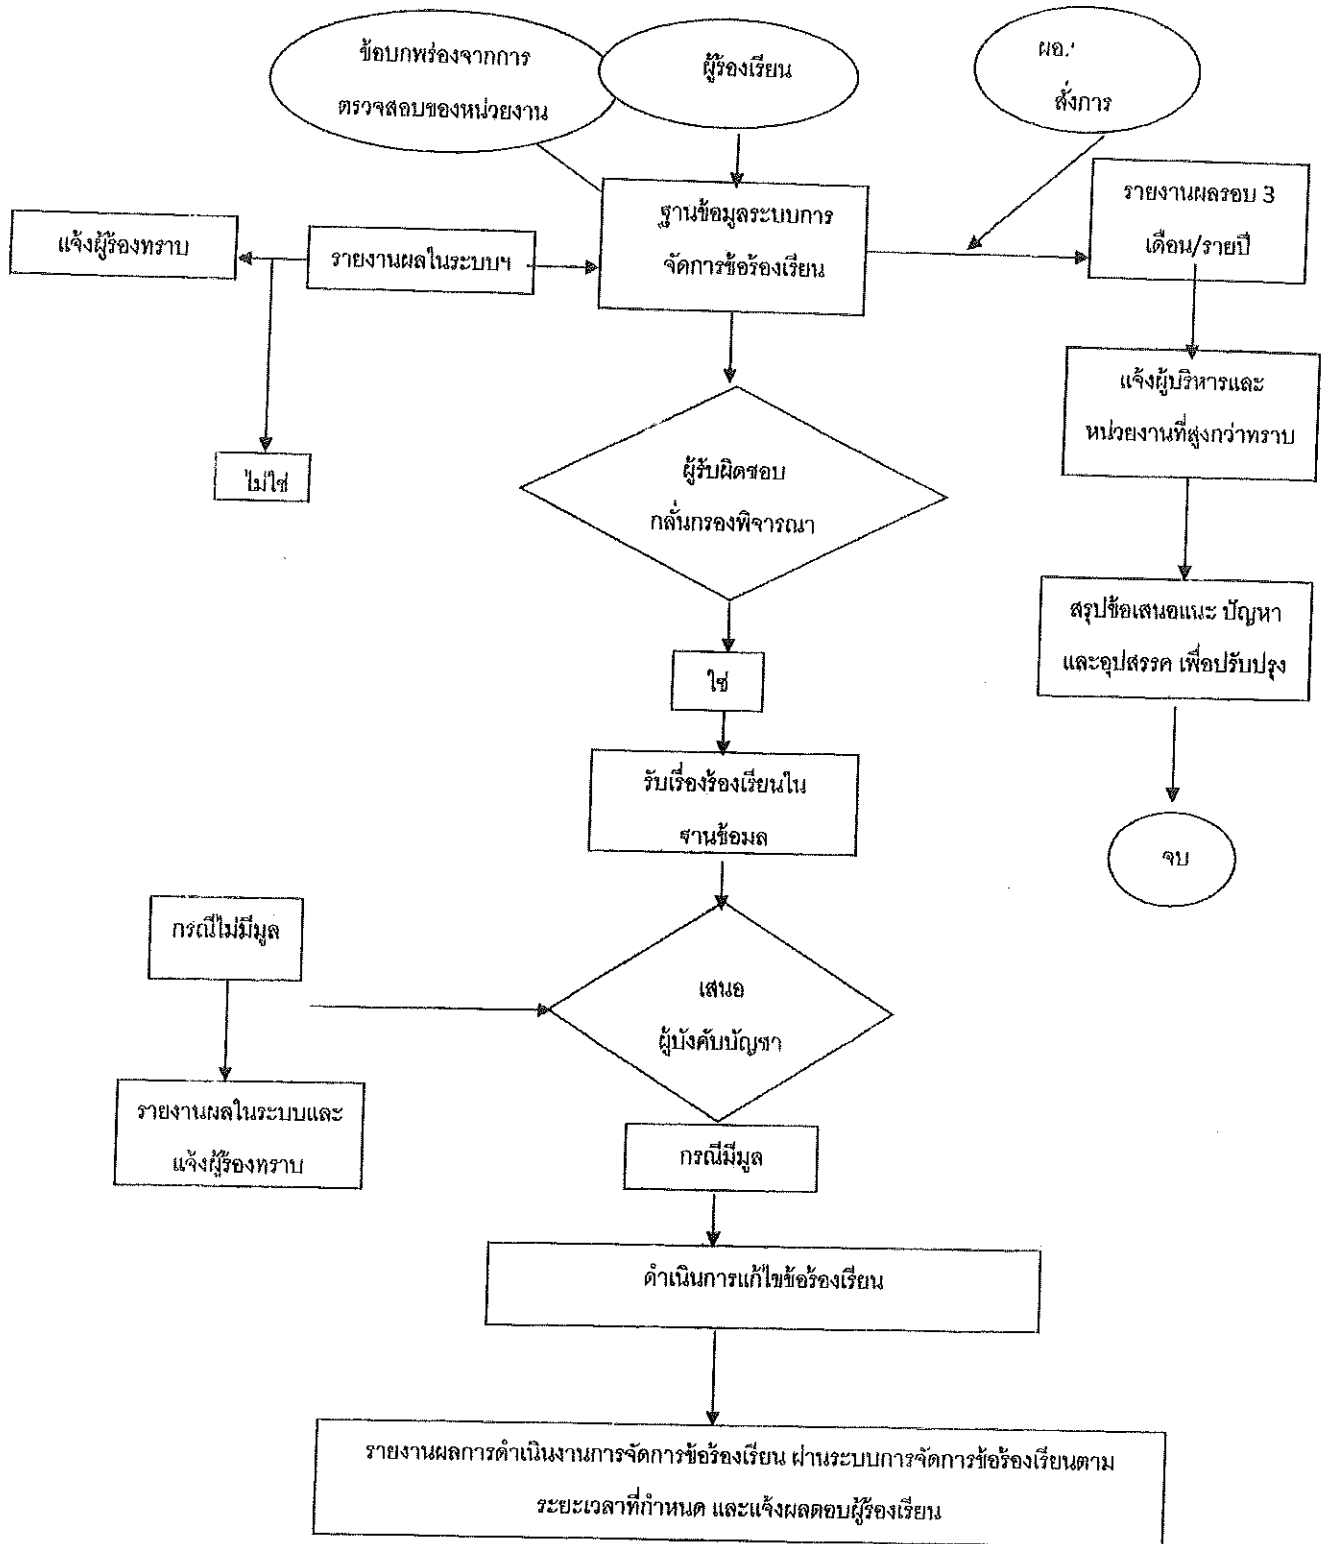 ข้อบกพร่องจากการ
ตรวจสอบของหน่วยงาน
ผู้ร้องเรียน
ผอ.
สั่งการ
แจ้งผู้ร้องทราบ
รายงานผลในระบบฯ
ฐานข้อมูลระบบการ
จัดการข้อร้องเรียน
รายงานผลรอบ 3
เดือน/รายปี
ไม่ใช่
แจ้งผู้บริหารและ
หน่วยงานที่สูงกว่าทราบ
ผู้รับผิดชอบ
กลั่นกรองพิจารณา
สรุปข้อเสนอแนะ ปัญหา
และอุปสรรค เพื่อปรับปรุง
ใช่
รับเรื่องร้องเรียนใน
ฐานข้อมูล
จบ
กรณีไม่มีมูล
เสนอ
ผู้บังคับบัญชา
รายงานผลในระบบและ
แจ้งผู้ร้องทราบ
กรณีมีมูล
ดำเนินการแก้ไขข้อร้องเรียน
รายงานผลการดำเนินงานการจัดการข้อร้องเรียน ผ่านระบบการจัดการข้อร้องเรียนตาม
ระยะเวลาที่กำหนด และแจ้งผลตอบผู้ร้องเรียน